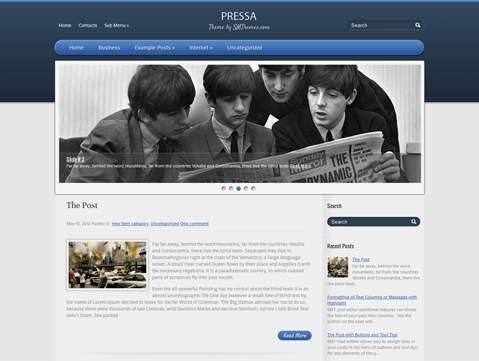 PRESSA
Theme by SMThemes.com
Home Contacts Sub Menu »
Search
Home Business Example Posts » Internet » Uncategorized
THE
DYNAMIC
Slide # 3
Far far away, behind the word mountains, far from the countries Vokalia and Consonantia, there live the blind texts.
The Post
May 10, 2012 Posted in new item category, Uncategorized One comment
Far far away, behind the word mountains, far from the countries Vokalia
and Consonantia, there live the blind texts. Separated they live in
Bookmarksgrove right at the coast of the Semantics, a large language
ocean. A small river named Duden flows by their place and supplies it with
the necessary regelialia. It is a paradisematic country, in which roasted
parts of sentences fly into your mouth.
Even the all-powerful Pointing has no control about the blind texts it is an
almost unorthographic life One day however a small line of blind text by
the name of Lorem Ipsum decided to leave for the far World of Grammar. The Big Oxmox advised her not to do so,
because there were thousands of bad Commas, wild Question Marks and devious Semikoli, but the Little Blind Text
didn't listen. She packed
Read More
Search
Search
Recent Posts
The Post
Far far away, behind the word
mountains, far from the
countries Vokalia and Consonantia, there live
the blind texts...
Formatting of Text Columns or Messages with
Highlight
SMT post editor additional features can divide
the text of your post into columns. Use the
button on the post edit...
The Post with Buttons and Tool Tips
SMT Post Editor will allow you to design links in
your posts in the form of buttons and text tips
for any elements of the p...